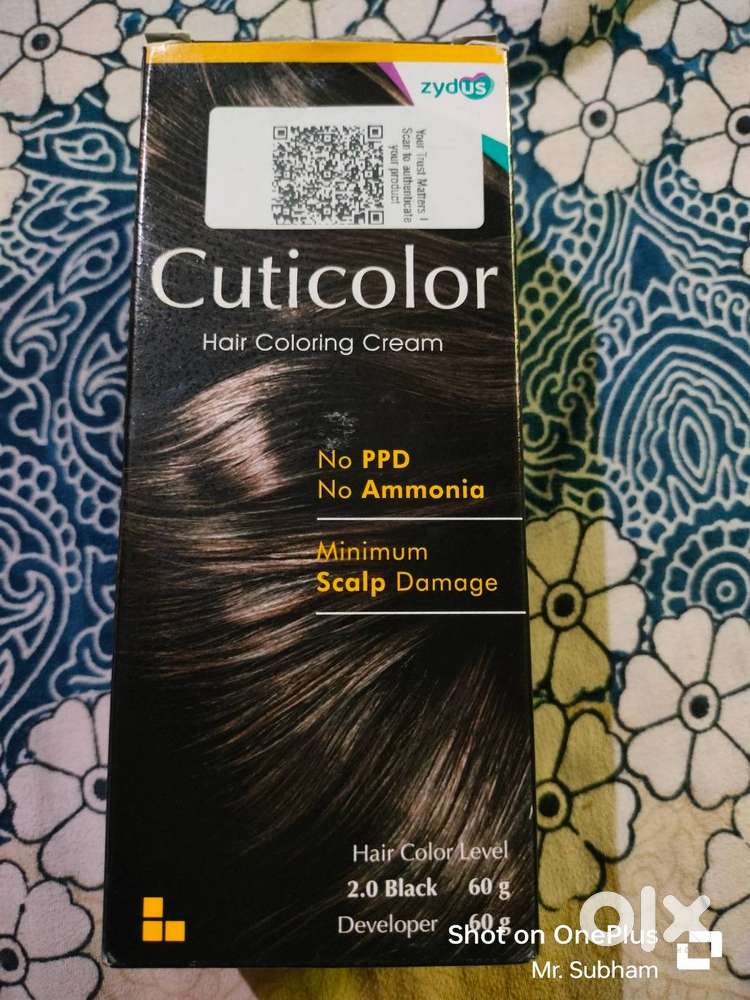 zydus
Your Trust Matters !
Scan to authenticate
your product
Cuticolor
Hair Coloring Cream
No PPD
No Ammonia
Minimum
Scalp Damage
Hair Color Level
2.0 Black 60 g
Developer 60 g
olx
Shot on OnePlus
Mr. Subham